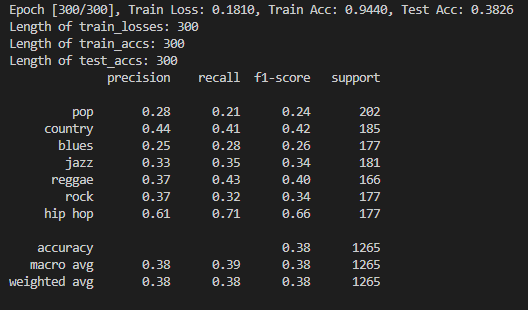 Epoch [300/300], Train Loss: 0.1810, Train Acc: 0.9440, Test Acc: 0.3826
Length of train_losses: 300
Length of train_accs: 300
Length of test_accs: 300
precision recall f1-score support
pop 0.28 0.21 0.24 202
country 0.44 0.41 0.42 185
blues 0.25 0.28 0.26 177
jazz 0.33 0.35 0.34 181
reggae 0.37 0.43 0.40 166
rock 0.37 0.32 0.34 177
hip hop 0.61 0.71 0.66 177
accuracy 0.38 1265
macro avg 0.38 0.39 0.38 1265
weighted avg 0.38 0.38 0.38 1265